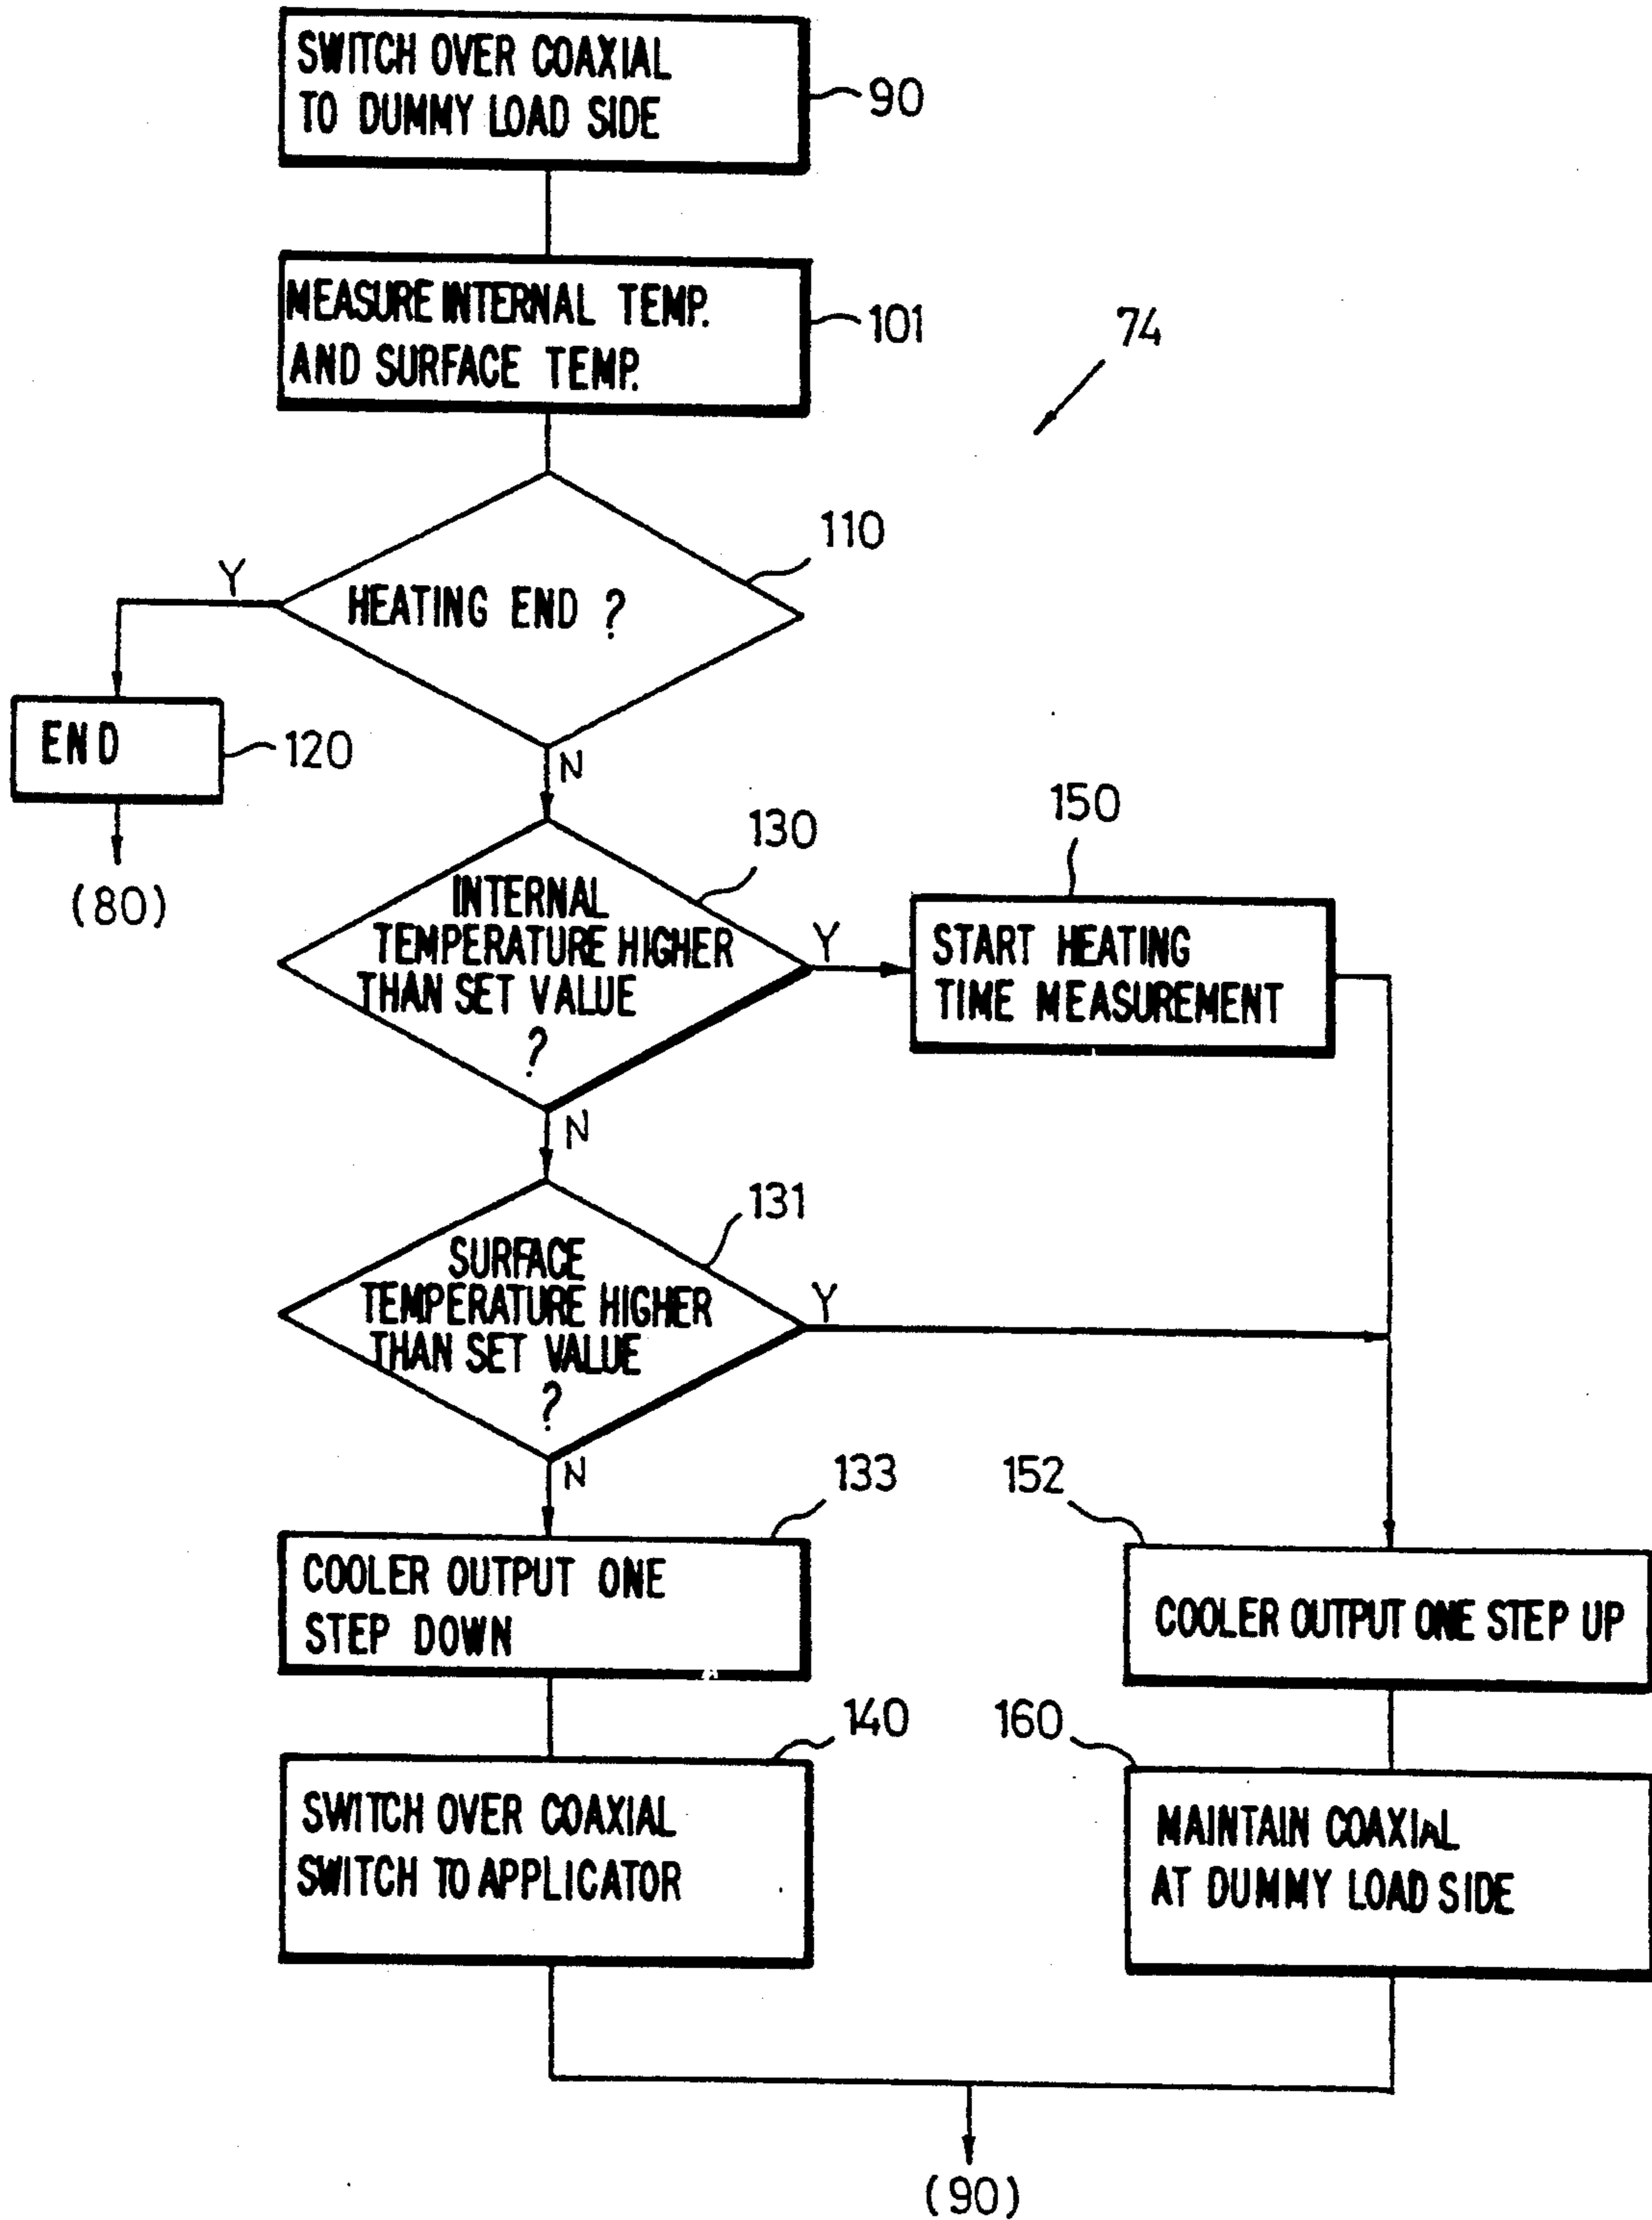 SWITCH OVER COAXIAL
TO DUMMY LOAD SIDE
90
MEASURE INTERNAL TEMP.
AND SURFACE TEMP.
101
74
110
HEATING END ?
Y
END
120
(80)
N
130
INTERNAL
TEMPERATURE HIGHER
THAN SET VALUE
?
Y
150
START HEATING
TIME MEASUREMENT
N
131
SURFACE
TEMPERATURE HIGHER
THAN SET VALUE
?
Y
N
133
COOLER OUTPUT ONE
STEP DOWN
152
COOLER OUTPUT ONE STEP UP
140
SWITCH OVER COAXIAL
SWITCH TO APPLICATOR
160
MAINTAIN COAXIAL
AT DUMMY LOAD SIDE
(90)